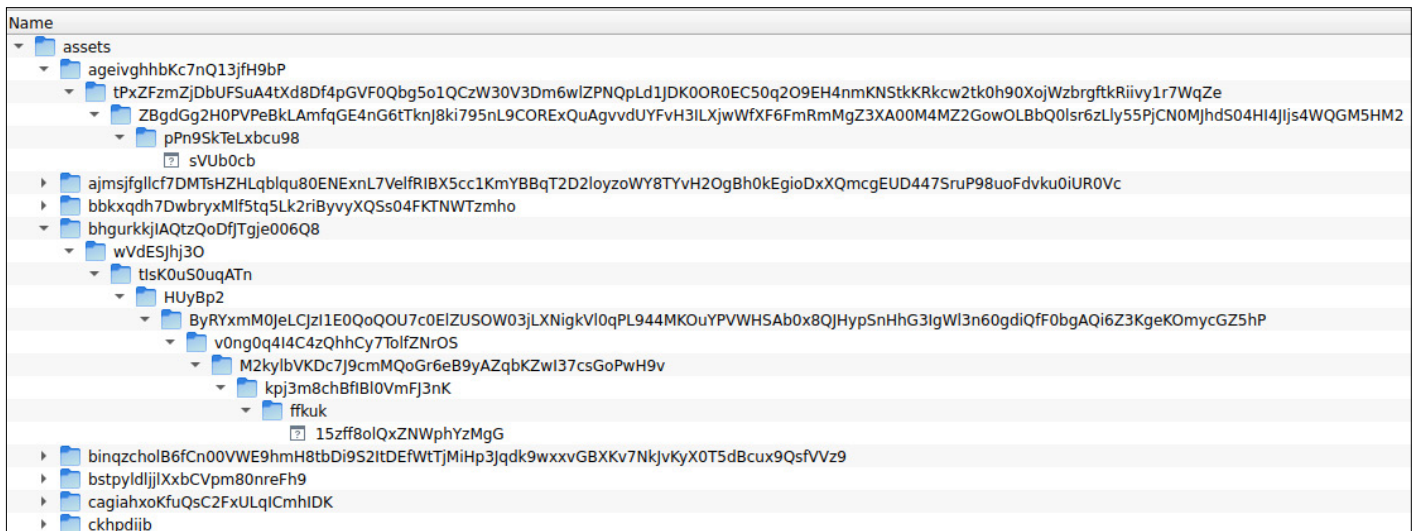 Name
assets
ageivghhbKc7nQ13jfH9bP
tPxZFzmZjDbUFSuA4tXd8Df4pGVF0Qbg5o1QCzW30V3Dm6wlZPNQpLd1JDK0OR0EC50q2O9EH4nmKNStkKRkcw2tk0h90XojWzbrgftkRiivy1r7WqZe
ZBgdGg2H0PVPeBkLAmfqGE4nG6tTknJ8ki795nL9CORExQuAgvvdUYFvH3ILXjwWfXF6FmRmMgZ3XA00M4MZ2GowOLBbQ0lsr6zLly55PjCN0MJhdS04HI4JIjs4WQGM5HM2
pPn9SkTeLxbcu98
sVUb0cb
ajmsjfgllcf7DMTsHZHLqblqu80ENExnL7VelfRIBX5cc1KmYBBqT2D2loyzoWY8TYvH2OgBh0kEgioDxXQmcgEUD447SruP98uoFdvku0iUR0Vc
bbkxqdh7DwbryxMlf5tq5Lk2riByvyXQSs04FKTNWTzmho
bhgurkkjIAQtzQoDfJTgje006Q8
wVdESJhj3O
tIsK0uS0uqATn
HUyBp2
ByRYxmM0JeLCJzI1E0QoQOU7c0ElZUSOW03jLXNigkVl0qPL944MKOuYPVWHSAb0x8QJHypSnHhG3IgWl3n60gdiQfF0bgAQi6Z3KgeKOmycGZ5hP
v0ng0q4I4C4zQhhCy7TolfZNrOS
M2kylbVKDc7J9cmMQoGr6eB9yAZqbKZwI37csGoPwH9v
kpj3m8chBfIBl0VmFJ3nK
ffkuk
15zff8olQxZNWphYzMgG
binqzcholB6fCn00VWE9hmH8tbDi9S2ItDEfWtTjMiHp3Jqdk9wxxvGBXKv7NkJvKyX0T5dBcux9QsfVVz9
bstpyldljjlXxbCVpm80nreFh9
cagiahxoKfuQsC2FxULqICmhIDK
ckhpdijb